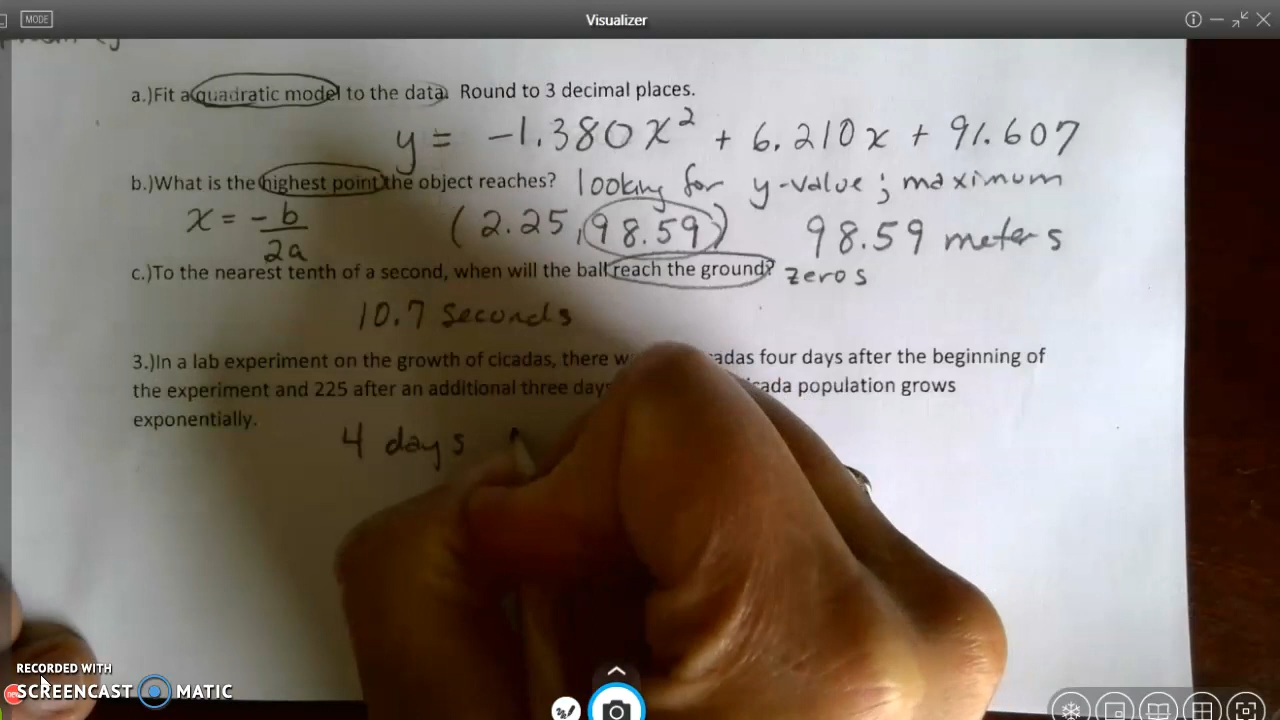 MODE
Visualizer
a.)Fit a quadratic model to the data. Round to 3 decimal places.
y = -1.380x² + 6.210x + 91.607
b.)What is the highest point the object reaches? looking for y-value; maximum
x = -b/2a (2.25, 98.59) 98.59 meters
c.)To the nearest tenth of a second, when will the ball reach the ground? zeros
10.7 seconds
3.)In a lab experiment on the growth of cicadas, there four days after the beginning of
the experiment and 225 after an additional three population grows
exponentially.
4 days
RECORDED WITH
SCREENCAST MATIC